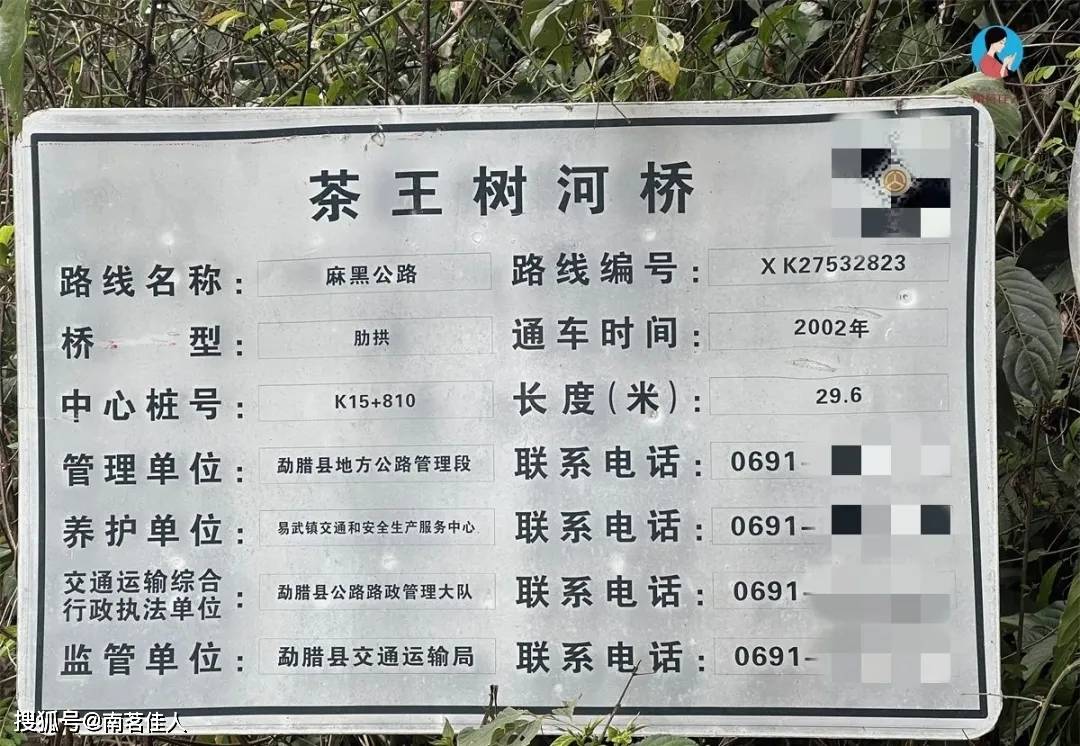 茶王树河桥
路线名称： 麻黑公路 路线编号： X K27532823
桥型： 肋拱 通车时间： 2002年
中心桩号： K15+810 长度(米)： 29.6
管理单位： 勐腊县地方公路管理段 联系电话： 0691-
养护单位： 易武镇交通和安全生产服务中心 联系电话： 0691-
交通运输综合
行政执法单位： 勐腊县公路路政管理大队 联系电话： 0691-
监管单位： 勐腊县交通运输局 联系电话： 0691-
搜狐号@南茗佳人